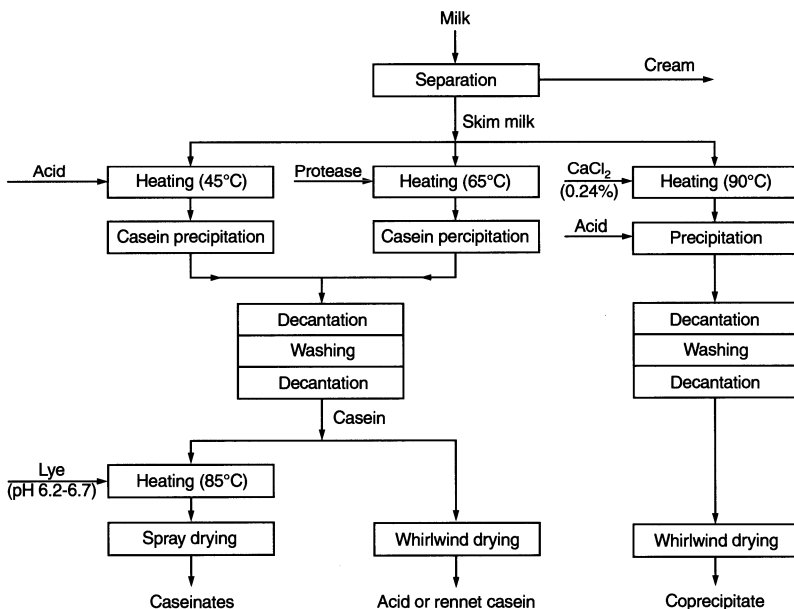 Milk
Separation
Cream
Skim milk
Acid
Heating (45°C)
Protease
Heating (65°C)
CaCl₂
(0.24%)
Heating (90°C)
Casein precipitation
Casein percipitation
Acid
Precipitation
Decantation
Washing
Decantation
Decantation
Washing
Decantation
Casein
Lye
(pH 6.2-6.7)
Heating (85°C)
Spray drying
Whirlwind drying
Whirlwind drying
Caseinates
Acid or rennet casein
Coprecipitate